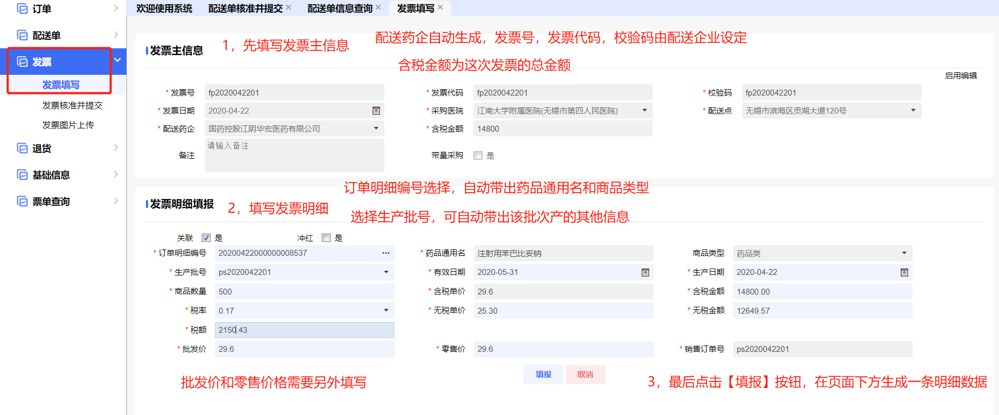 订单
配送单
发票
发票填写
发票核准并提交
发票图片上传
退货
基础信息
票单查询
欢迎使用系统 配送单核准并提交 配送单信息查询 发票填写
发票主信息 1，先填写发票主信息 配送药企自动生成，发票号，发票代码，校验码由配送企业设定
含税金额为这次发票的总金额
启用编辑
* 发票号 fp2020042201 * 发票代码 fp2020042201 * 校验码 fp2020042201
* 发票日期 2020-04-22 * 采购医院 江南大学附属医院(无锡市第四人民医院) * 配送点 无锡市滨海区贡湖大道120号
* 配送药企 国药控股江阴华宏医药有限公司 * 含税金额 14800
备注 请输入备注 带量采购 是
订单明细编号选择，自动带出药品通用名和商品类型
发票明细填报 2，填写发票明细
选择生产批号，可自动带出该批次产的其他信息
关联 是 冲红 是
* 订单明细编号 20200422000000008537 ··· * 药品通用名 注射用苯巴比妥钠 商品类型 药品类
* 生产批号 ps2020042201 * 有效日期 2020-05-31 * 生产日期 2020-04-22
* 商品数量 500 * 含税单价 29.6 * 含税金额 14800.00
* 税率 0.17 * 无税单价 25.30 * 无税金额 12649.57
* 税额 2150.43
* 批发价 29.6 * 零售价 29.6 * 销售订单号 ps2020042201
填报 取消
批发价和零售价格需要另外填写 3，最后点击【填报】按钮，在页面下方生成一条明细数据